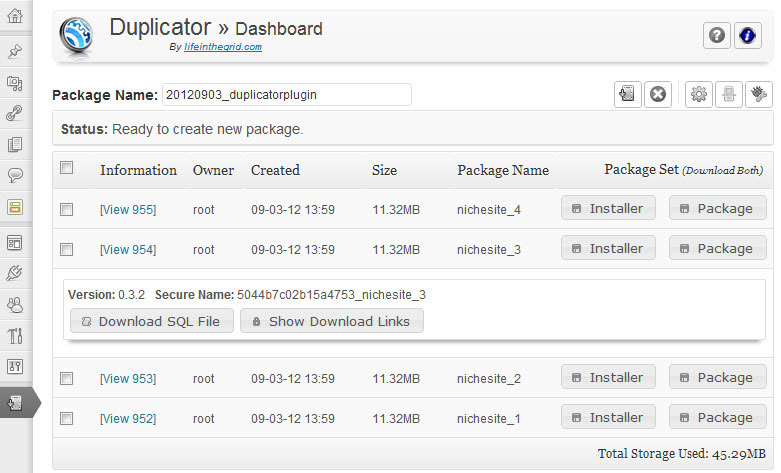 Duplicator » Dashboard
By lifeinthegrid.com
Package Name: 20120903_duplicatorplugin
Status: Ready to create new package.
Information Owner Created Size Package Name Package Set (Download Both)
[View 955] root 09-03-12 13:59 11.32MB nichesite_4 Installer Package
[View 954] root 09-03-12 13:59 11.32MB nichesite_3 Installer Package
Version: 0.3.2 Secure Name: 5044b7c02b15a4753_nichesite_3
Download SQL File Show Download Links
[View 953] root 09-03-12 13:59 11.32MB nichesite_2 Installer Package
[View 952] root 09-03-12 13:59 11.32MB nichesite_1 Installer Package
Total Storage Used: 45.29MB